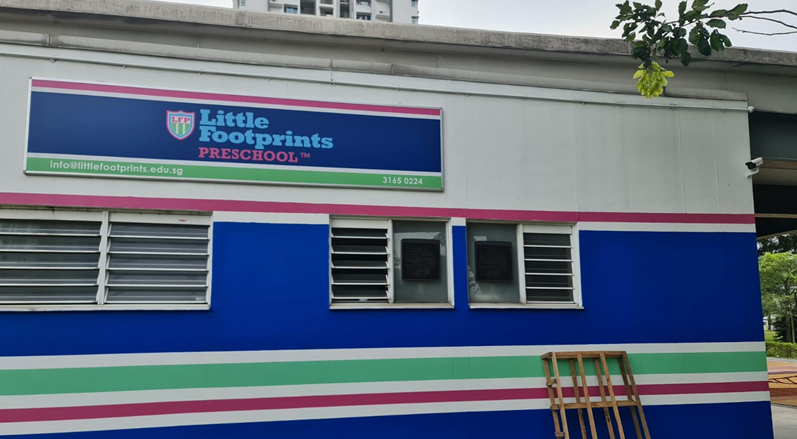 LFP
Little
Footprints
PRESCHOOL™
info@littlefootprints.edu.sg
3165 0224